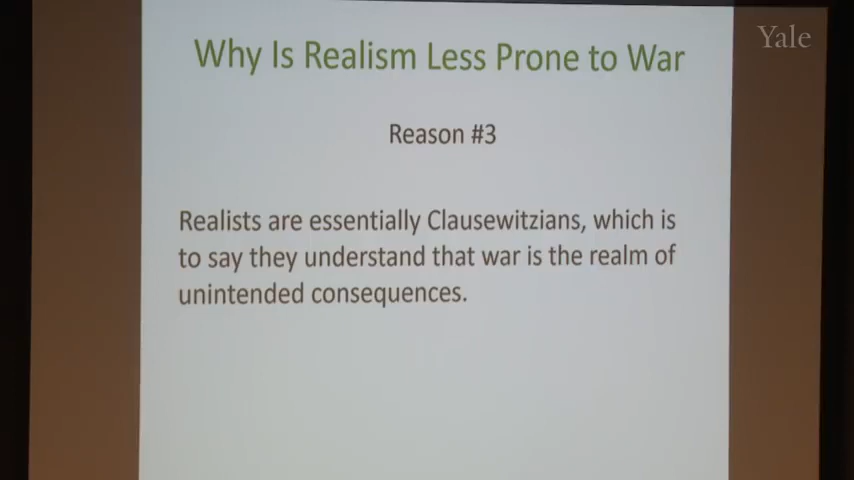 Yale
Why Is Realism Less Prone to War
Reason #3
Realists are essentially Clausewitzians, which is
to say they understand that war is the realm of
unintended consequences.